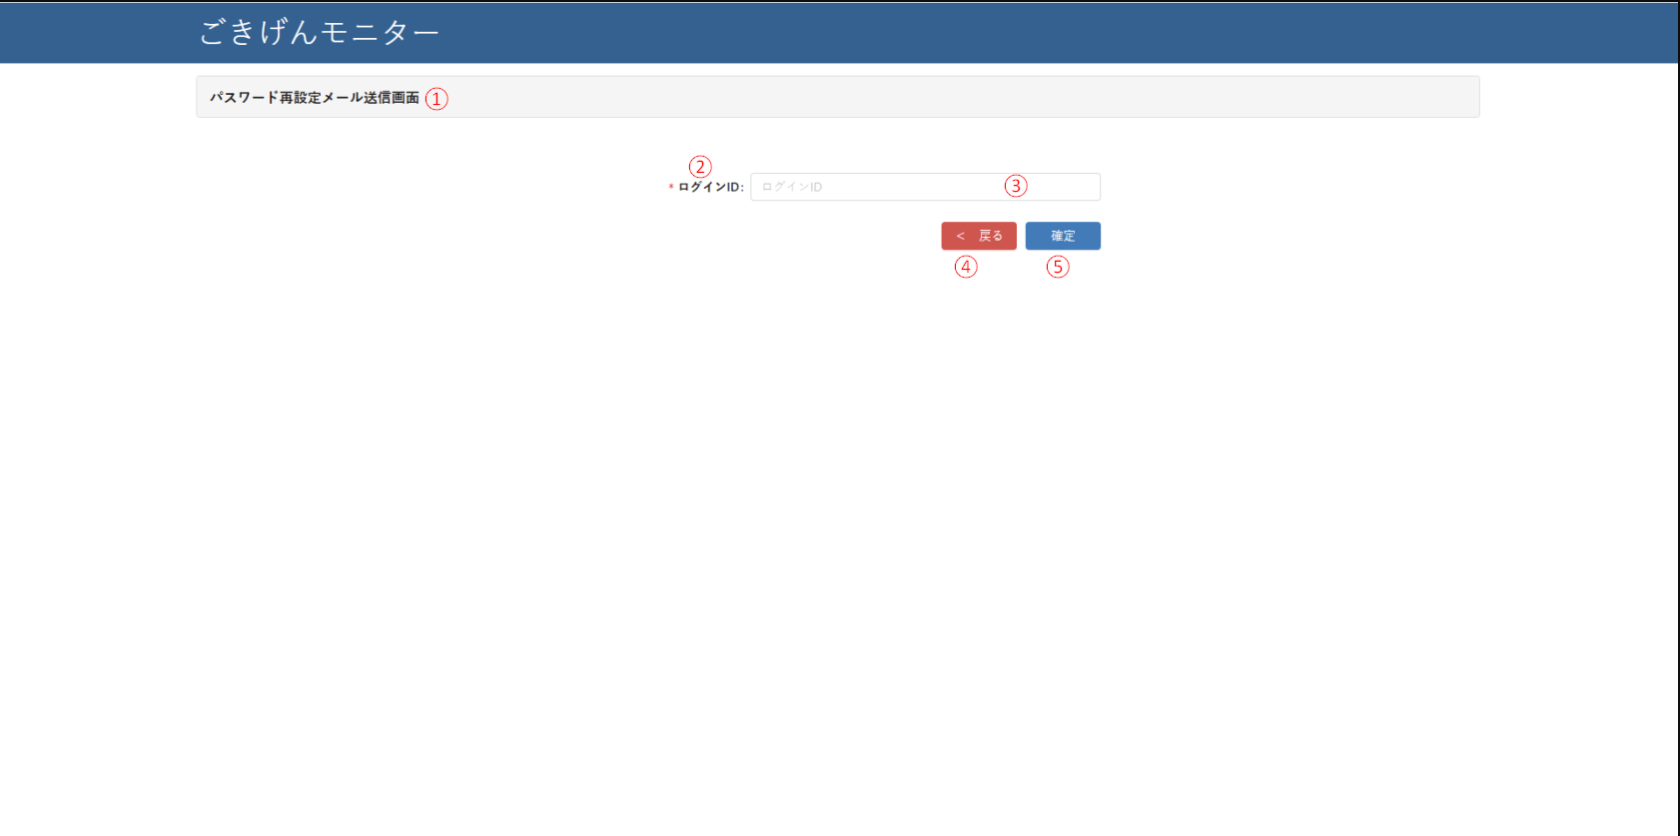 ごきげんモニター
パスワード再設定メール送信画面 ①
②
* ログインID: ログインID ③
< 戻る 確定
④ ⑤